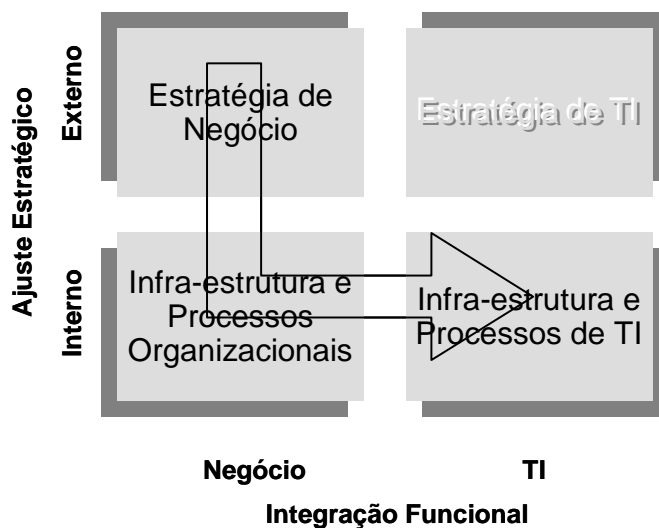 Ajuste Estratégico
Externo
Estratégia de
Negócio
Estratégia de TI
Interno
Infra-estrutura e
Processos
Organizacionais
Infra-estrutura e
Processos de TI
Negócio
TI
Integração Funcional